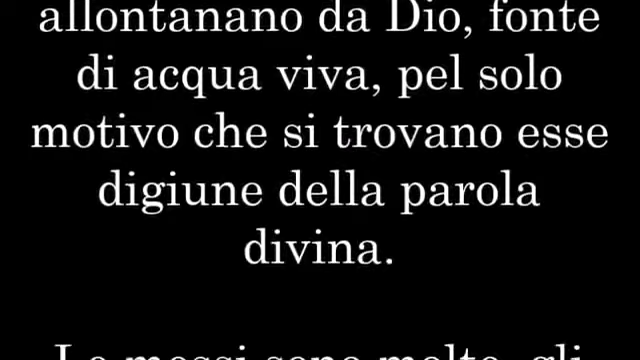 allontanano da Dio, fonte
di acqua viva, pel solo
motivo che si trovano esse
digiune della parola
divina.
Le messi sono molte, gli